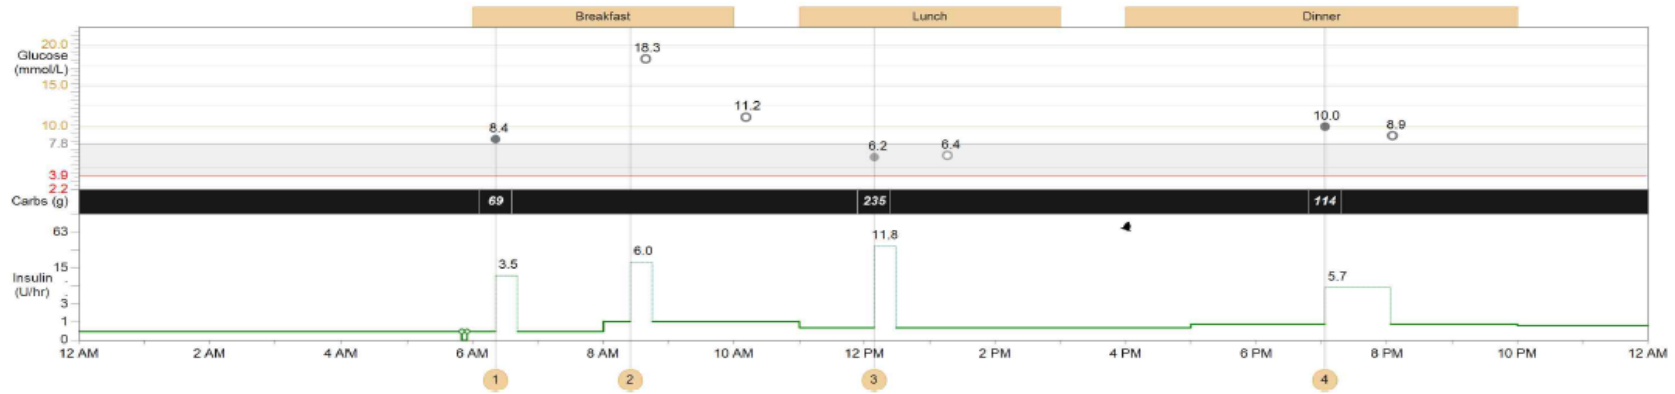 Breakfast Lunch Dinner
20.0
Glucose
(mmol/L)
15.0
10.0
7.8
3.9
2.2
8.4
18.3
11.2
6.2
6.4
10.0
8.9
Carbs (g) 69 235 114
63
15
Insulin
(U/hr)
3
1
0
3.5
6.0
11.8
5.7
12 AM 2 AM 4 AM 6 AM 8 AM 10 AM 12 PM 2 PM 4 PM 6 PM 8 PM 10 PM 12 AM
1 2 3 4